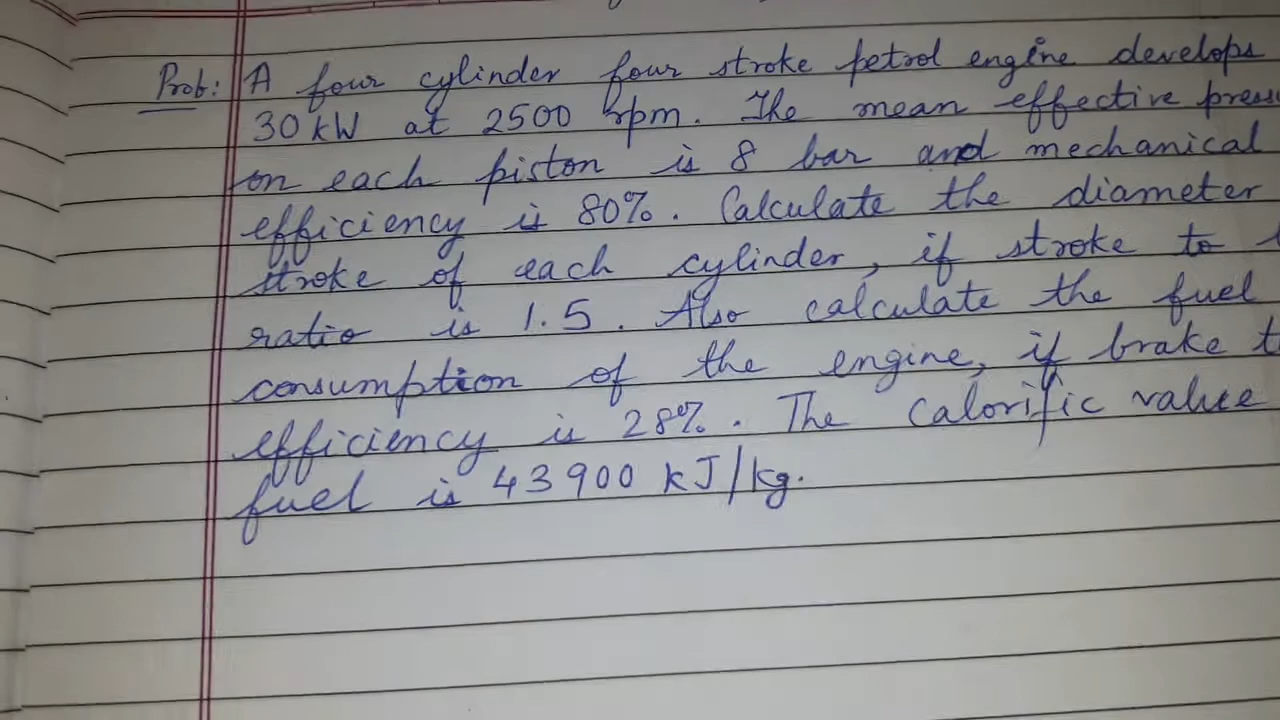 Prob: A four cylinder four stroke petrol engine develops
30 kW at 2500 rpm. The mean effective
on each piston is 8 bar and mechanical
efficiency is 80%. Calculate the diameter
stroke of each cylinder, if stroke to
ratio is 1.5. Also calculate the fuel
consumption of the engine, if brake
efficiency is 28%. The Calorific value
fuel is 43900 kJ/kg.